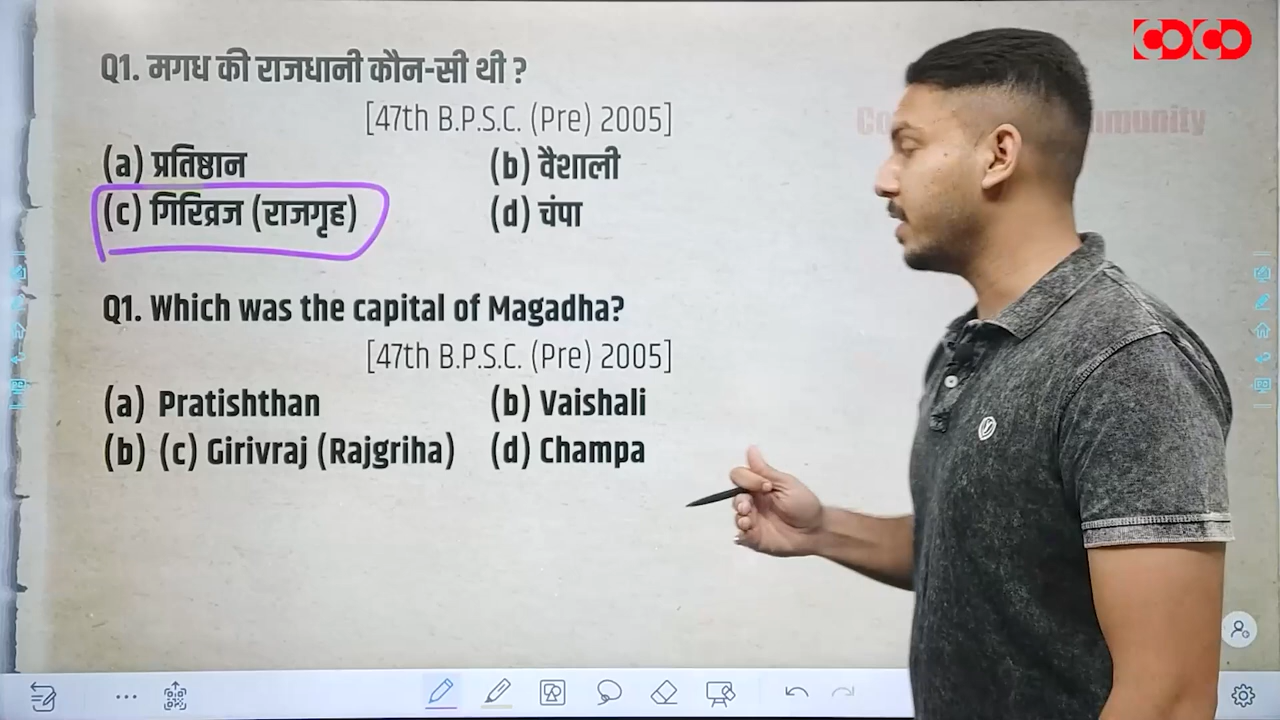 Q1. मगध की राजधानी कौन-सी थी ?
[47th B.P.S.C. (Pre) 2005]
(a) प्रतिष्ठान (b) वैशाली
(c) गिरिव्रज (राजगृह) (d) चंपा
Q1. Which was the capital of Magadha?
[47th B.P.S.C. (Pre) 2005]
(a) Pratishthan (b) Vaishali
(b) (c) Girivraj (Rajgriha) (d) Champa